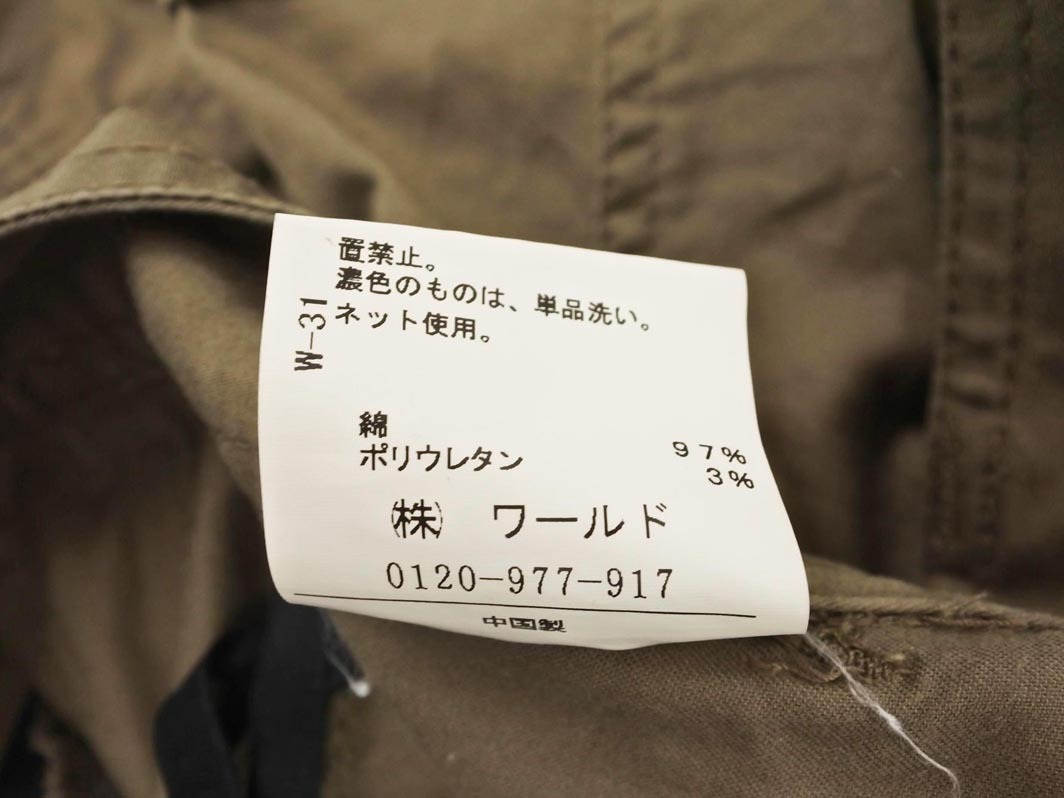 置禁止。
濃色のものは、単品洗い。
ネット使用。
W-31
綿 97%
ポリウレタン 3%
㈱ ワールド
0120-977-917
中国製